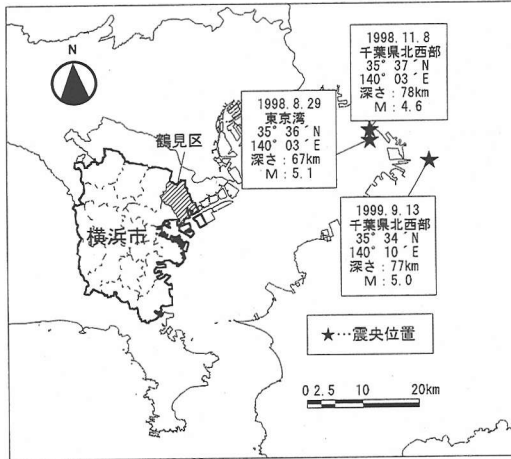 N
1998.11.8
千葉県北西部
35°37´N
140°03´E
深さ：78km
M：4.6
1998.8.29
東京湾
35°36´N
140°03´E
深さ：67km
M：5.1
鶴見区
横浜市
1999.9.13
千葉県北西部
35°34´N
140°10´E
深さ：77km
M：5.0
★…震央位置
0 2.5 5 10 20km